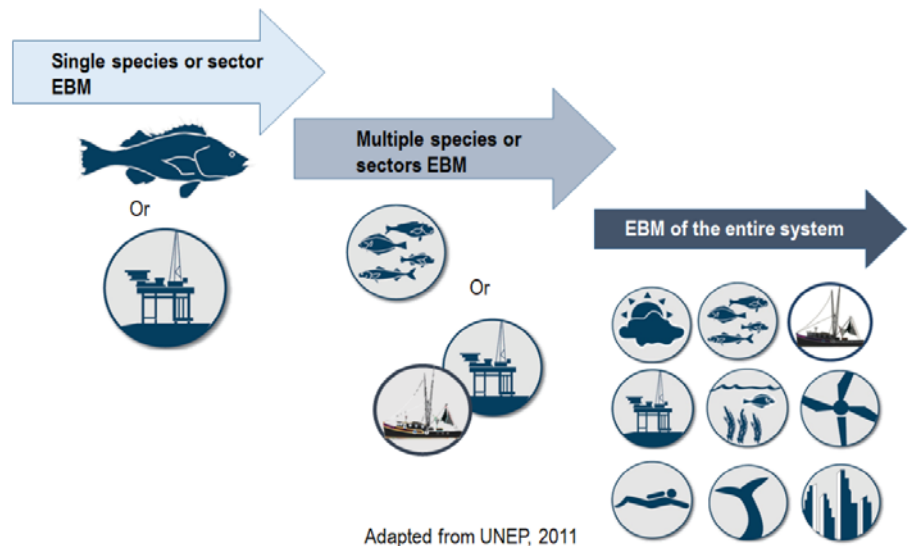 Single species or sector
EBM
Or
Multiple species or
sectors EBM
Or
EBM of the entire system
Adapted from UNEP, 2011